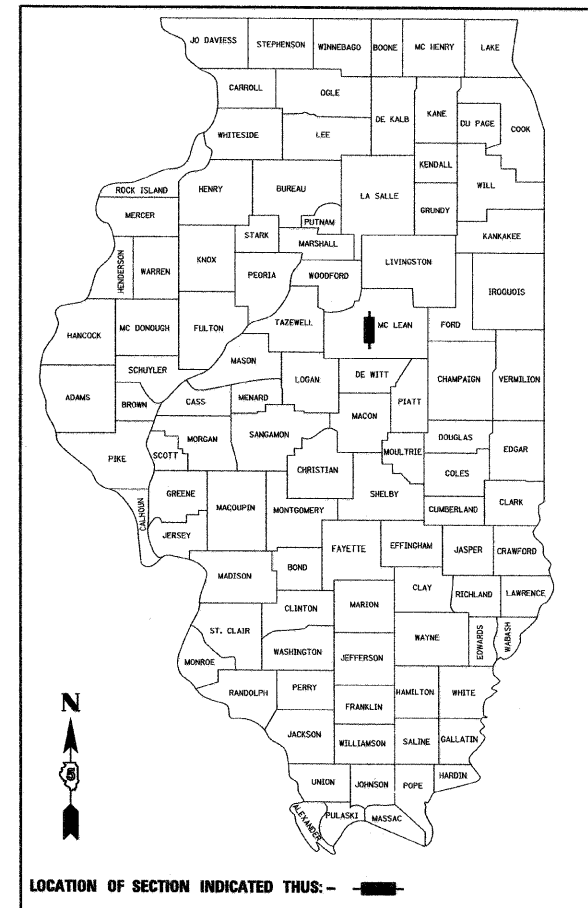 JO DAVIESS STEPHENSON WINNEBAGO BOONE MC HENRY LAKE
CARROLL OGLE DE KALB KANE DU PAGE COOK
WHITESIDE LEE KENDALL WILL
ROCK ISLAND HENRY BUREAU LA SALLE GRUNDY
MERCER PUTNAM KANKAKEE
STARK MARSHALL LIVINGSTON
HENDERSON WARREN KNOX PEORIA WOODFORD IROQUOIS
HANCOCK MC DONOUGH FULTON TAZEWELL MC LEAN FORD
MASON
SCHUYLER LOGAN DE WITT CHAMPAIGN VERMILION
ADAMS BROWN CASS MENARD MACON PIATT
MORGAN SANGAMON DOUGLAS
PIKE SCOTT CHRISTIAN MOULTRIE COLES EDGAR
GREENE MACOUPIN MONTGOMERY SHELBY CUMBERLAND CLARK
CALHOUN JERSEY
FAYETTE EFFINGHAM JASPER CRAWFORD
MADISON BOND
CLINTON MARION CLAY RICHLAND LAWRENCE
ST. CLAIR WAYNE EDWARDS WABASH
MONROE WASHINGTON JEFFERSON
RANDOLPH PERRY FRANKLIN HAMILTON WHITE
N
JACKSON WILLIAMSON SALINE GALLATIN
5
UNION JOHNSON POPE HARDIN
ALEXANDER PULASKI MASSAC
LOCATION OF SECTION INDICATED THUS: -